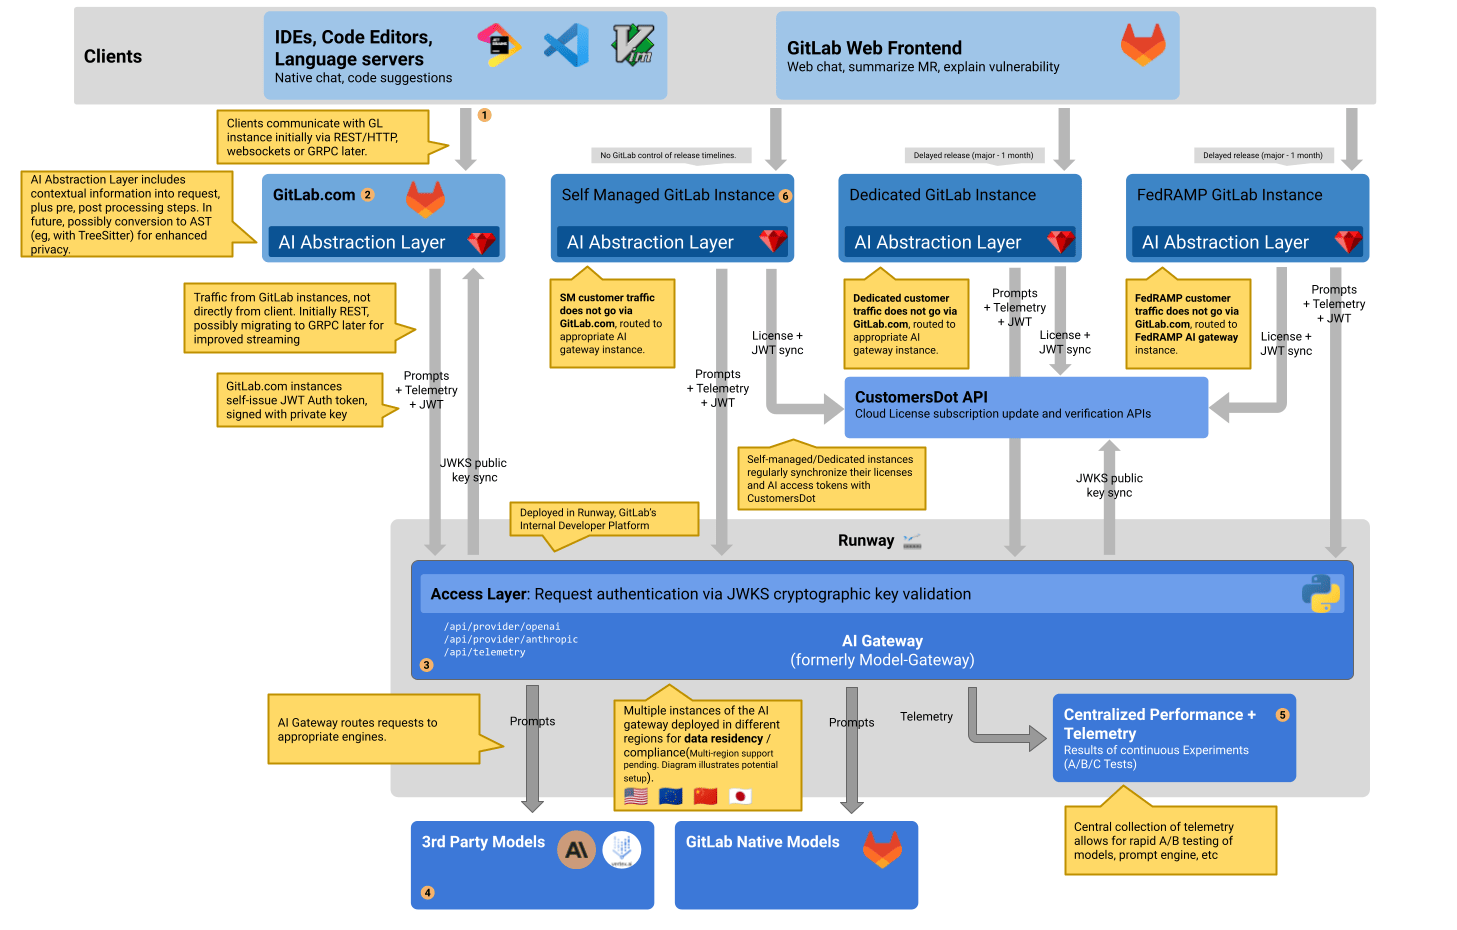 Clients
IDEs, Code Editors,
Language servers
Native chat, code suggestions
GitLab Web Frontend
Web chat, summarize MR, explain vulnerability
Clients communicate with GL
instance initially via REST/HTTP,
websockets or GRPC later.
1
No GitLab control of release timelines.
Delayed release (major - 1 month)
Delayed release (major - 1 month)
AI Abstraction Layer includes
contextual information into request,
plus pre, post processing steps. In
future, possibly conversion to AST
(eg, with TreeSitter) for enhanced
privacy.
GitLab.com 2
AI Abstraction Layer
Self Managed GitLab Instance 6
AI Abstraction Layer
Dedicated GitLab Instance
AI Abstraction Layer
FedRAMP GitLab Instance
AI Abstraction Layer
Traffic from GitLab instances, not
directly from client. Initially REST,
possibly migrating to GRPC later for
improved streaming
SM customer traffic
does not go via
GitLab.com, routed to
appropriate AI
gateway instance.
License +
JWT sync
Dedicated customer
traffic does not go via
GitLab.com, routed to
appropriate AI
gateway instance.
Prompts
+ Telemetry
+ JWT
License +
JWT sync
FedRAMP customer
traffic does not go via
GitLab.com, routed to
FedRAMP AI gateway
instance.
License +
JWT sync
Prompts
+ Telemetry
+ JWT
GitLab.com instances
self-issue JWT Auth token,
signed with private key
Prompts
+ Telemetry
+ JWT
Prompts
+ Telemetry
+ JWT
CustomersDot API
Cloud License subscription update and verification APIs
JWKS public
key sync
Self-managed/Dedicated instances
regularly synchronize their licenses
and AI access tokens with
CustomersDot
JWKS public
key sync
Deployed in Runway, GitLab's
Internal Developer Platform
Runway
Access Layer: Request authentication via JWKS cryptographic key validation
/api/provider/openai
/api/provider/anthropic
/api/telemetry
3
AI Gateway
(formerly Model-Gateway)
AI Gateway routes requests to
appropriate engines.
Prompts
Multiple instances of the AI
gateway deployed in different
regions for data residency /
compliance(Multi-region support
pending. Diagram illustrates potential
setup).
Prompts
Telemetry
Centralized Performance + 5
Telemetry
Results of continuous Experiments
(A/B/C Tests)
Central collection of telemetry
allows for rapid A/B testing of
models, prompt engine, etc
3rd Party Models
4
GitLab Native Models